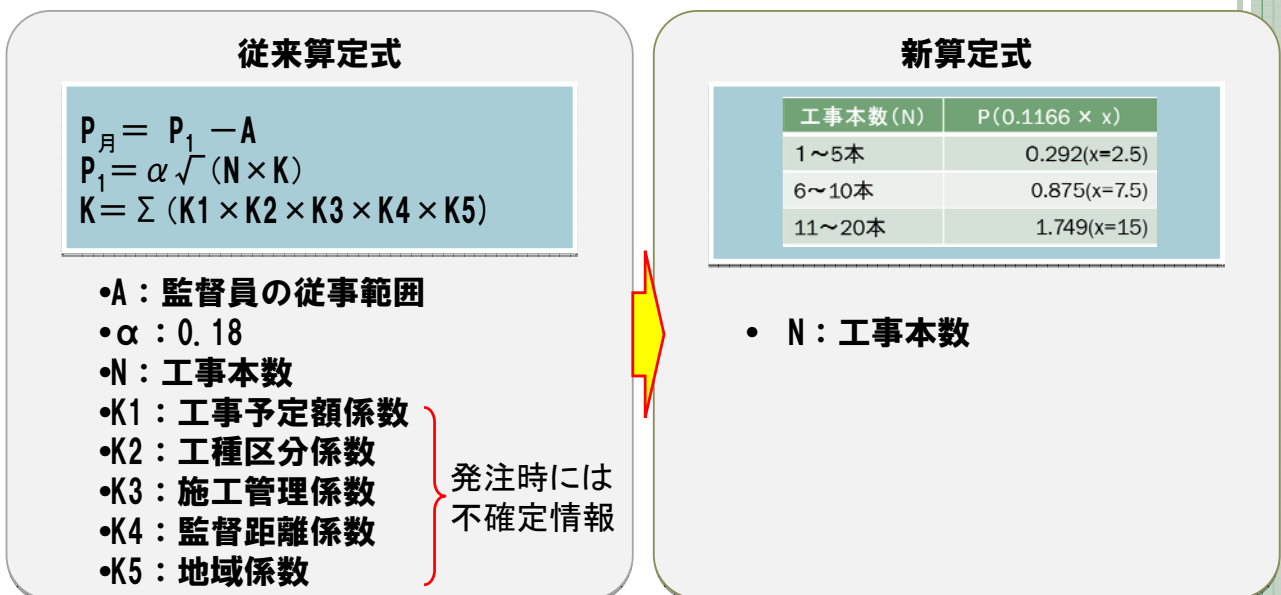 従来算定式
P月＝ P1 －A
P1＝α√(N×K)
K＝Σ(K1×K2×K3×K4×K5)
•A：監督員の従事範囲
•α：0.18
•N：工事本数
•K1：工事予定額係数
•K2：工種区分係数
•K3：施工管理係数
•K4：監督距離係数
•K5：地域係数
発注時には
不確定情報
新算定式
工事本数(N) P(0.1166 × x)
1～5本 0.292(x=2.5)
6～10本 0.875(x=7.5)
11～20本 1.749(x=15)
• N：工事本数